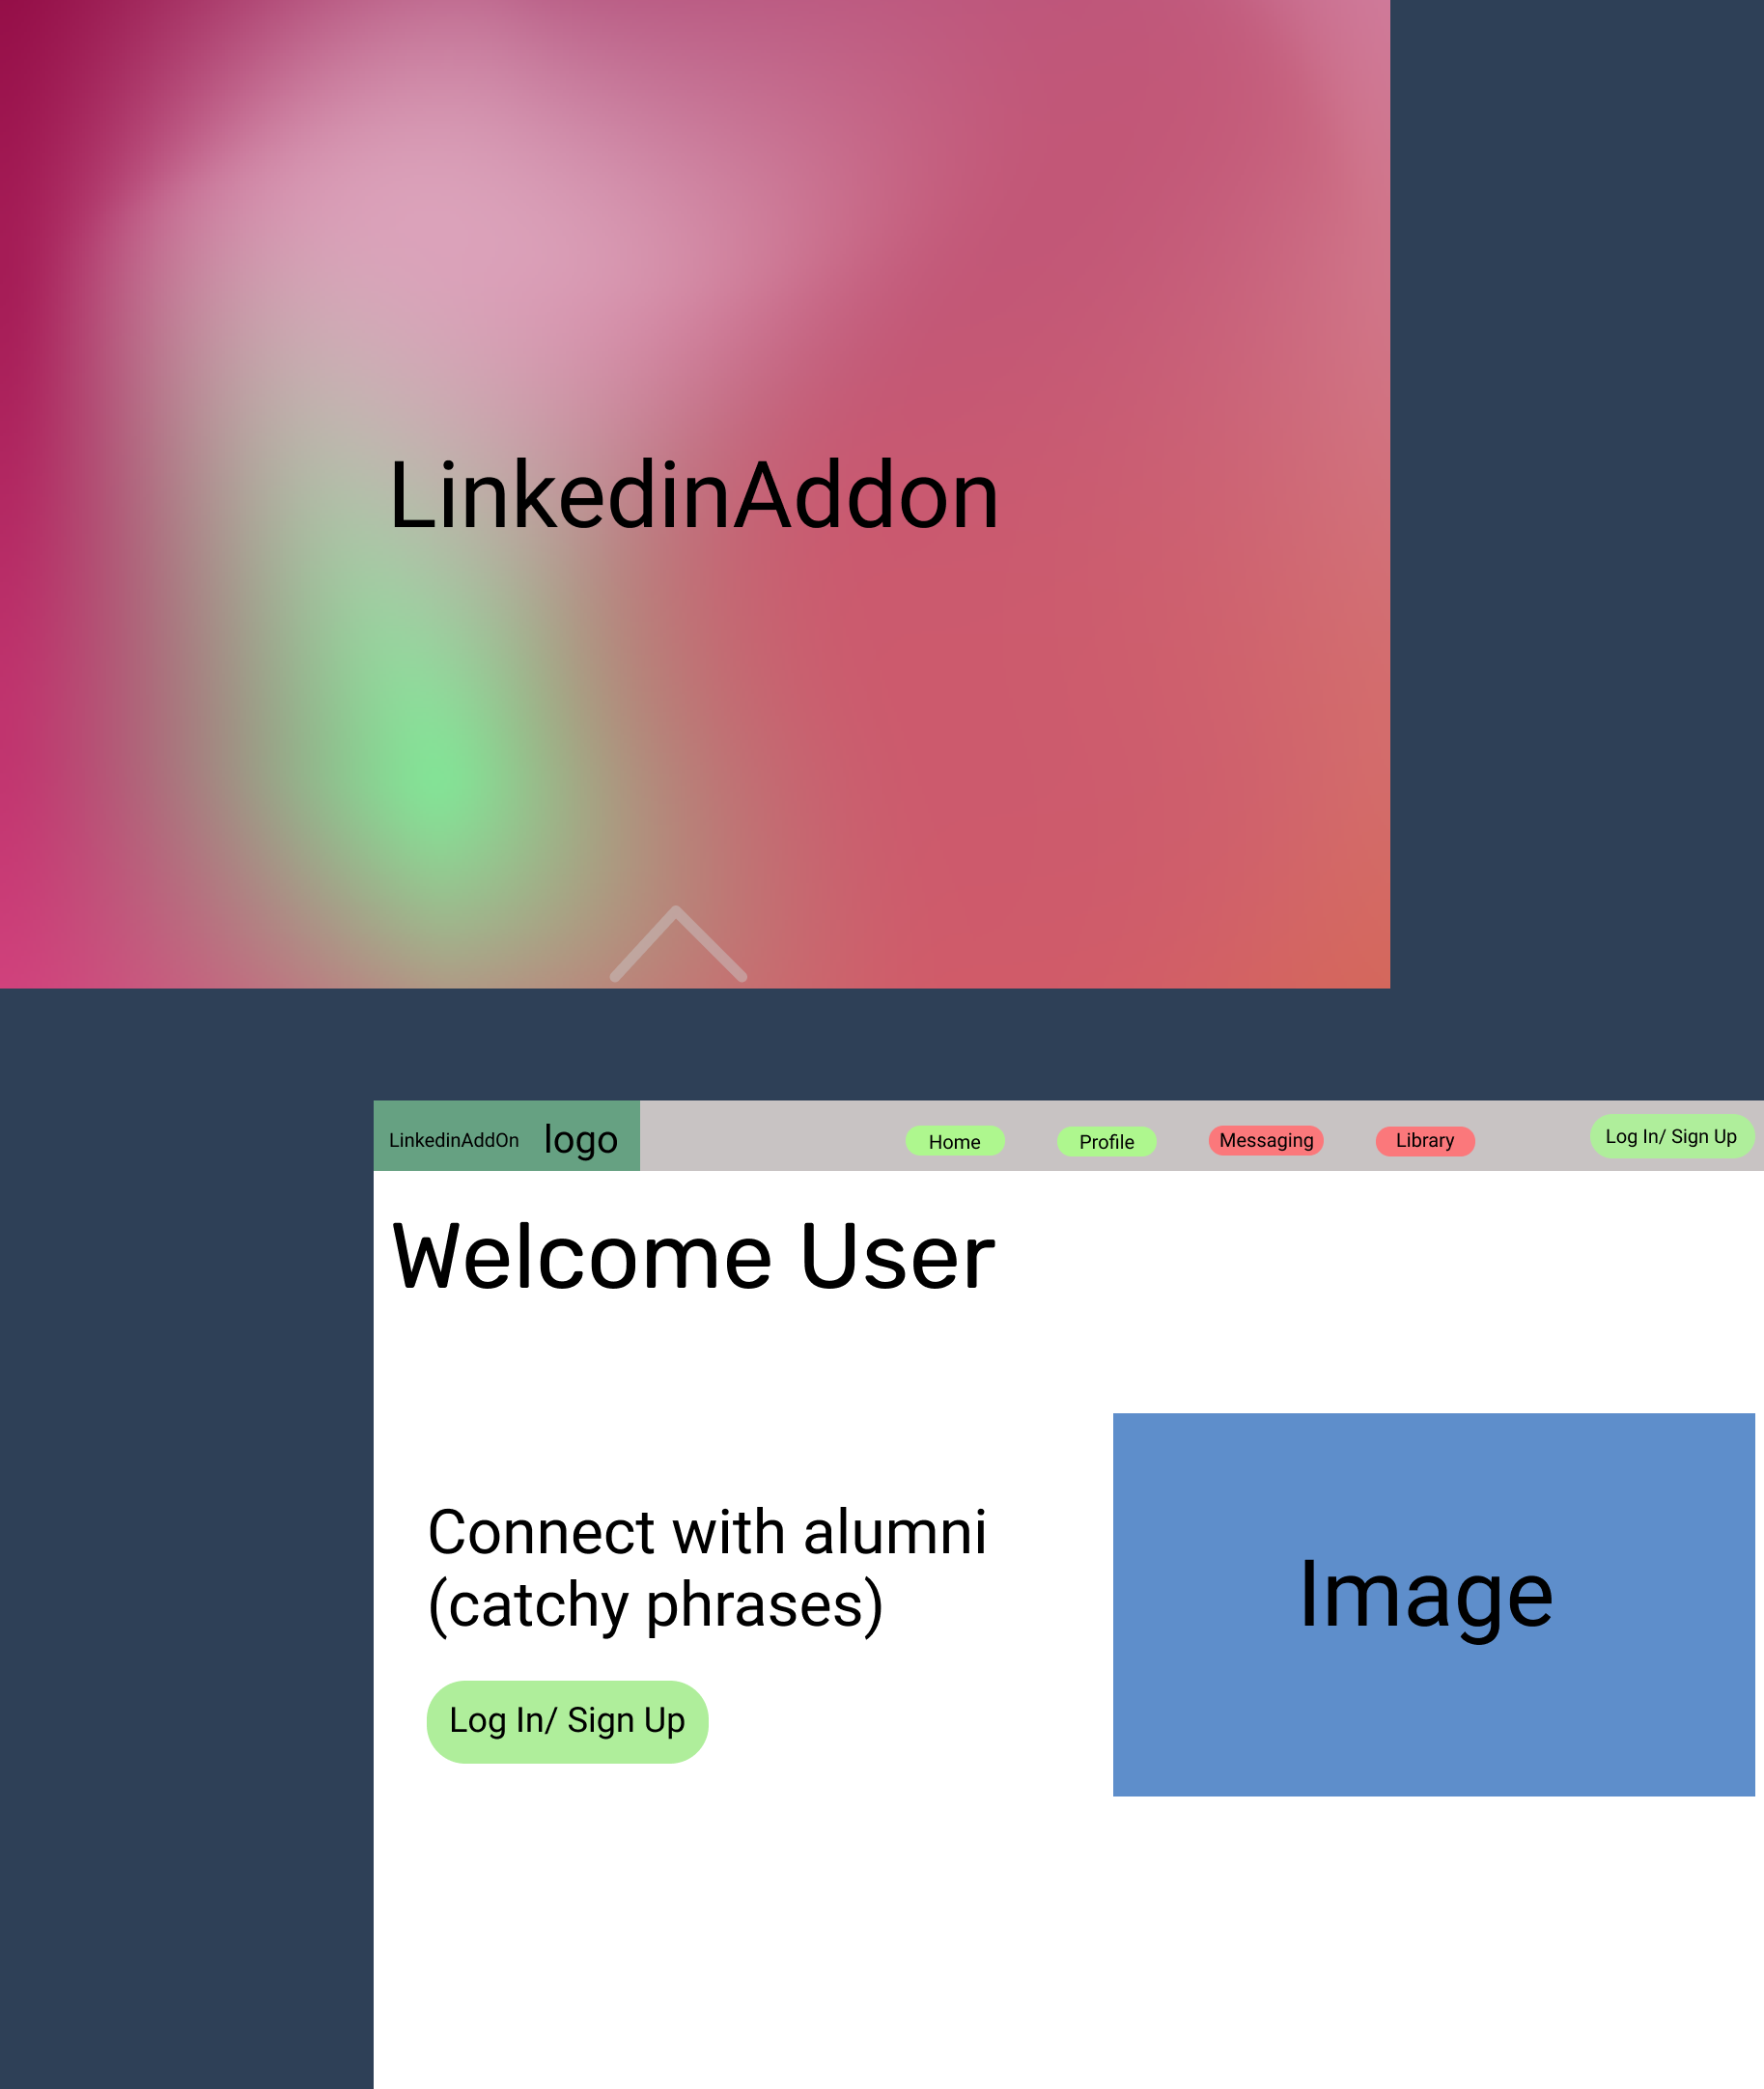 LinkedinAddon
LinkedinAddOn logo
Home
Profile
Messaging
Library
Log In/ Sign Up
Welcome User
Connect with alumni
(catchy phrases)
Log In/ Sign Up
Image